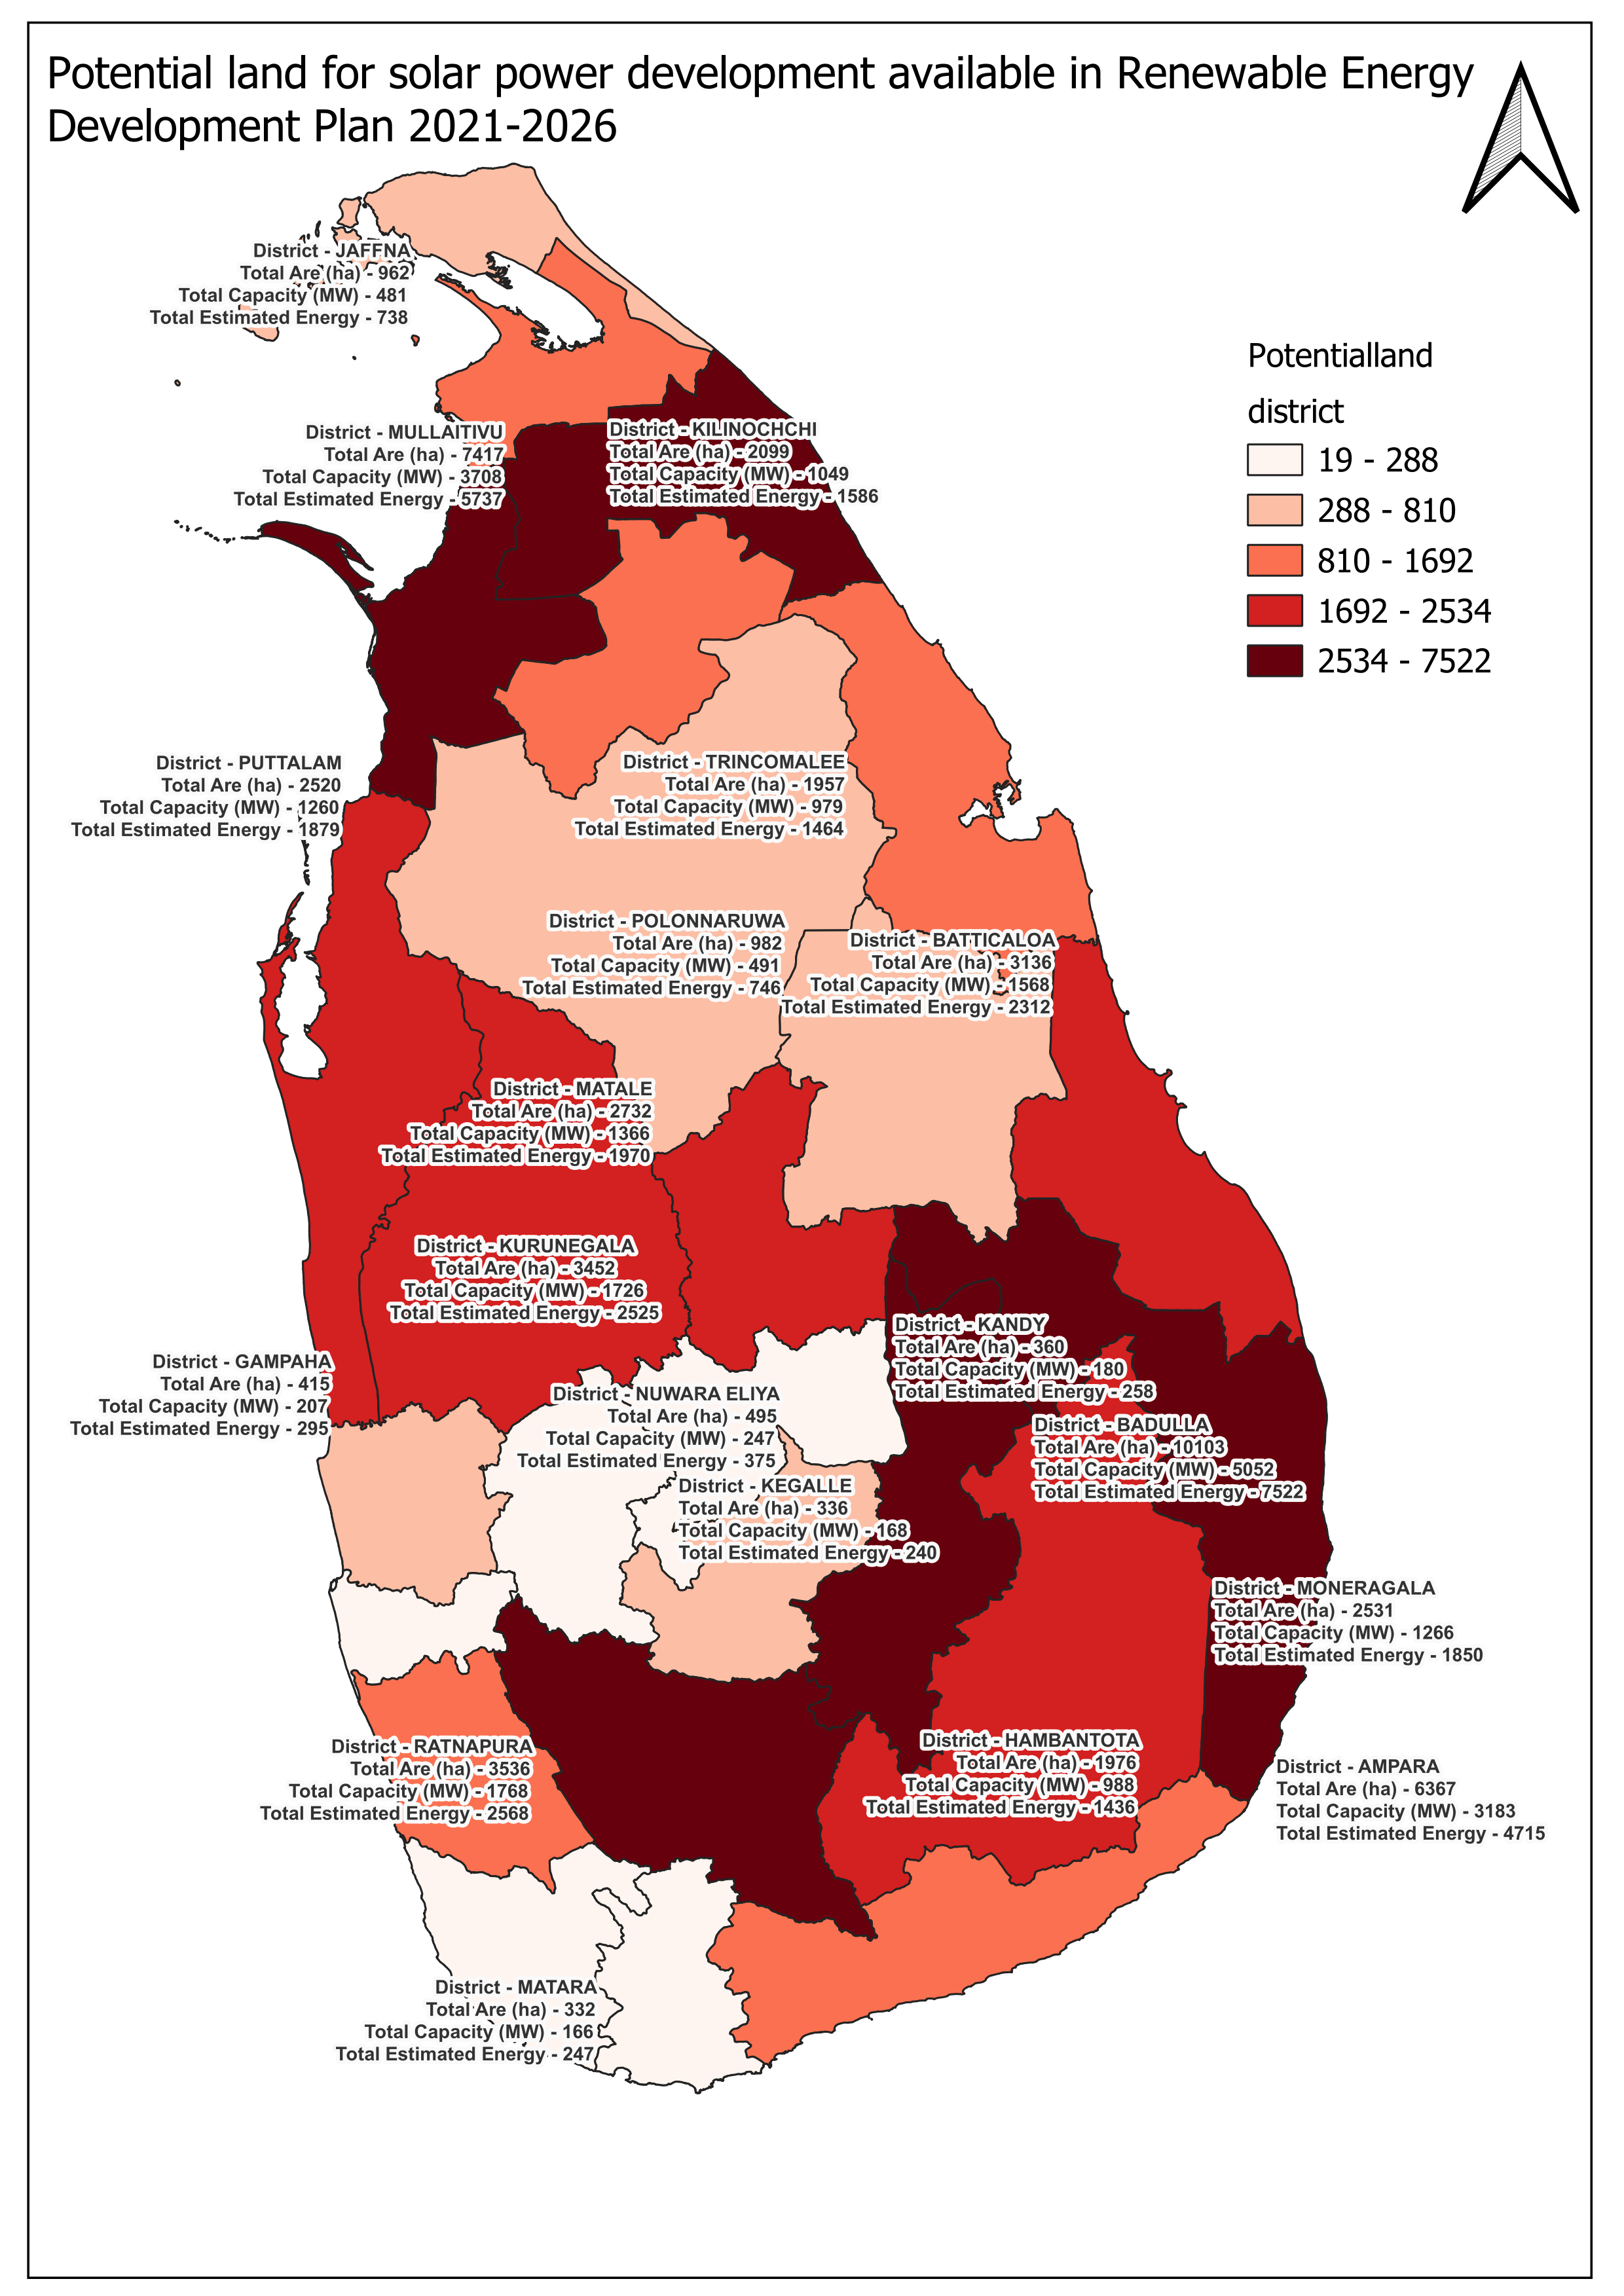 Potential land for solar power development available in Renewable Energy
Development Plan 2021-2026
District - JAFFNA
Total Are (ha) - 962
Total Capacity (MW) - 481
Total Estimated Energy - 738
Potentialland
district
19 - 288
288 - 810
810 - 1692
1692 - 2534
2534 - 7522
District - MULLAITIVU
Total Are (ha) - 7417
Total Capacity (MW) - 3708
Total Estimated Energy - 5737
District - KILINOCHCHI
Total Are (ha) - 2099
Total Capacity (MW) - 1049
Total Estimated Energy - 1586
District - PUTTALAM
Total Are (ha) - 2520
Total Capacity (MW) - 1260
Total Estimated Energy - 1879
District - TRINCOMALEE
Total Are (ha) - 1957
Total Capacity (MW) - 979
Total Estimated Energy - 1464
District - POLONNARUWA
Total Are (ha) - 982
Total Capacity (MW) - 491
Total Estimated Energy - 746
District - BATTICALOA
Total Are (ha) - 3136
Total Capacity (MW) - 1568
Total Estimated Energy - 2312
District - MATALE
Total Are (ha) - 2732
Total Capacity (MW) - 1366
Total Estimated Energy - 1970
District - KURUNEGALA
Total Are (ha) - 3452
Total Capacity (MW) - 1726
Total Estimated Energy - 2525
District - GAMPAHA
Total Are (ha) - 415
Total Capacity (MW) - 207
Total Estimated Energy - 295
District - KANDY
Total Are (ha) - 360
Total Capacity (MW) - 180
Total Estimated Energy - 258
District - NUWARA ELIYA
Total Are (ha) - 495
Total Capacity (MW) - 247
Total Estimated Energy - 375
District - BADULLA
Total Are (ha) - 10103
Total Capacity (MW) - 5052
Total Estimated Energy - 7522
District - KEGALLE
Total Are (ha) - 336
Total Capacity (MW) - 168
Total Estimated Energy - 240
District - MONERAGALA
Total Are (ha) - 2531
Total Capacity (MW) - 1266
Total Estimated Energy - 1850
District - RATNAPURA
Total Are (ha) - 3536
Total Capacity (MW) - 1768
Total Estimated Energy - 2568
District - HAMBANTOTA
Total Are (ha) - 1976
Total Capacity (MW) - 988
Total Estimated Energy - 1436
District - AMPARA
Total Are (ha) - 6367
Total Capacity (MW) - 3183
Total Estimated Energy - 4715
District - MATARA
Total Are (ha) - 332
Total Capacity (MW) - 166
Total Estimated Energy - 247